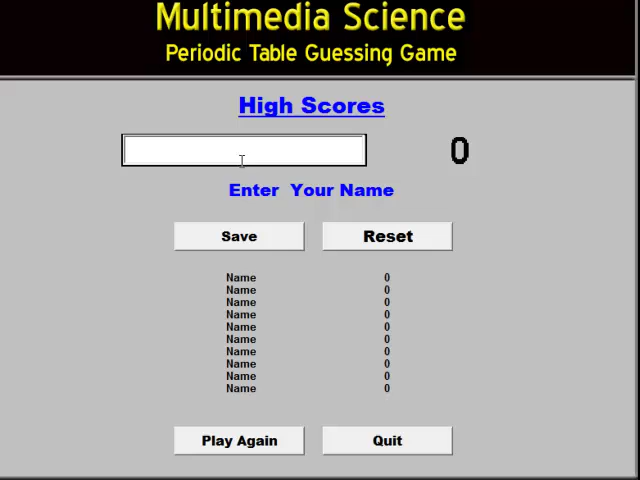 Multimedia Science
Periodic Table Guessing Game
High Scores
0
Enter Your Name
Save Reset
Name 0
Name 0
Name 0
Name 0
Name 0
Name 0
Name 0
Name 0
Name 0
Name 0
Play Again Quit